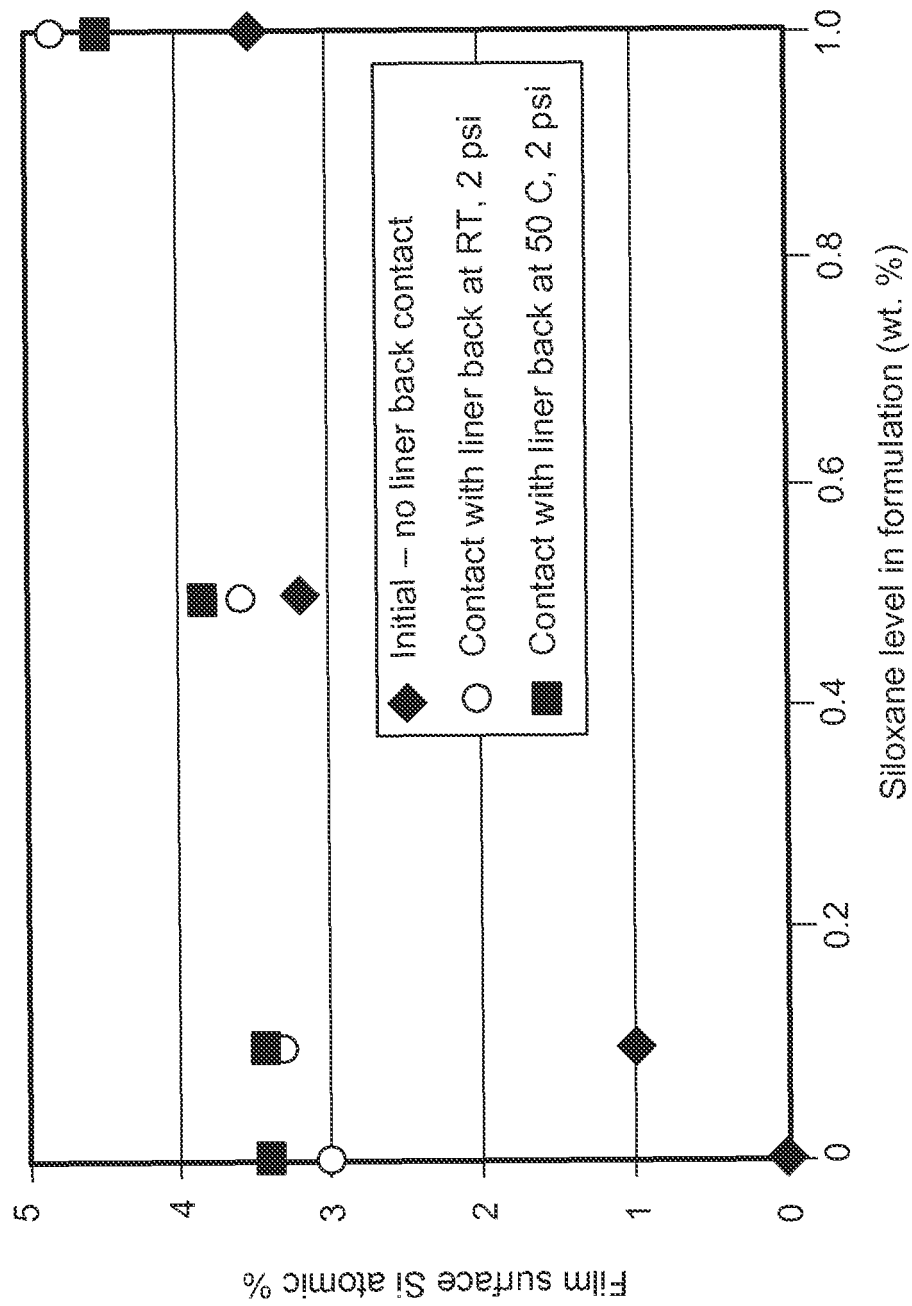 Film surface Si atomic %
5
4
3
2
1
0
Initial – no liner back contact
Contact with liner back at RT, 2 psi
Contact with liner back at 50 C, 2 psi
0
0.2
0.4
0.6
0.8
1.0
Siloxane level in formulation (wt. %)